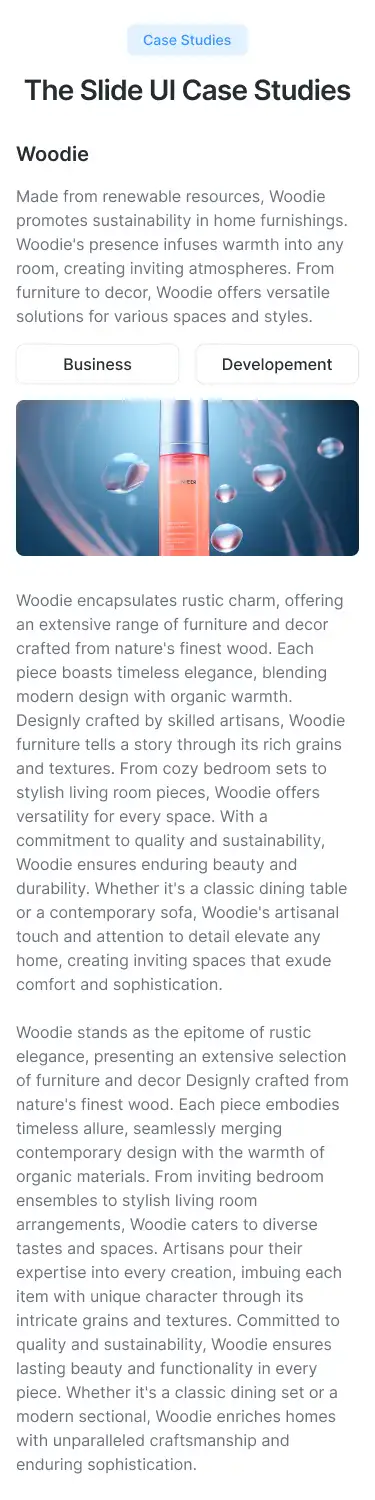 Case Studies
The Slide UI Case Studies
Woodie
Made from renewable resources, Woodie
promotes sustainability in home furnishings.
Woodie's presence infuses warmth into any
room, creating inviting atmospheres. From
furniture to decor, Woodie offers versatile
solutions for various spaces and styles.
Business
Developement
Woodie encapsulates rustic charm, offering
an extensive range of furniture and decor
crafted from nature's finest wood. Each
piece boasts timeless elegance, blending
modern design with organic warmth.
Designly crafted by skilled artisans, Woodie
furniture tells a story through its rich grains
and textures. From cozy bedroom sets to
stylish living room pieces, Woodie offers
versatility for every space. With a
commitment to quality and sustainability,
Woodie ensures enduring beauty and
durability. Whether it's a classic dining table
or a contemporary sofa, Woodie's artisanal
touch and attention to detail elevate any
home, creating inviting spaces that exude
comfort and sophistication.
Woodie stands as the epitome of rustic
elegance, presenting an extensive selection
of furniture and decor Designly crafted from
nature's finest wood. Each piece embodies
timeless allure, seamlessly merging
contemporary design with the warmth of
organic materials. From inviting bedroom
ensembles to stylish living room
arrangements, Woodie caters to diverse
tastes and spaces. Artisans pour their
expertise into every creation, imbuing each
item with unique character through its
intricate grains and textures. Committed to
quality and sustainability, Woodie ensures
lasting beauty and functionality in every
piece. Whether it's a classic dining set or a
modern sectional, Woodie enriches homes
with unparalleled craftsmanship and
enduring sophistication.